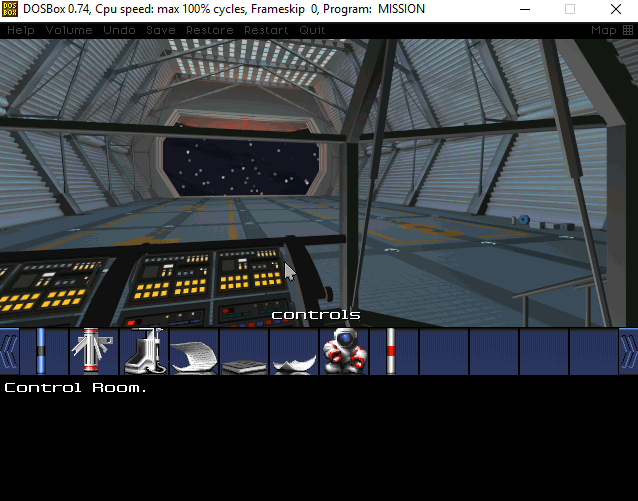 DOSBox 0.74, Cpu speed: max 100% cycles, Frameskip 0, Program: MISSION
Help Volume Undo Save Restore Restart Quit Map
controls
Control Room.